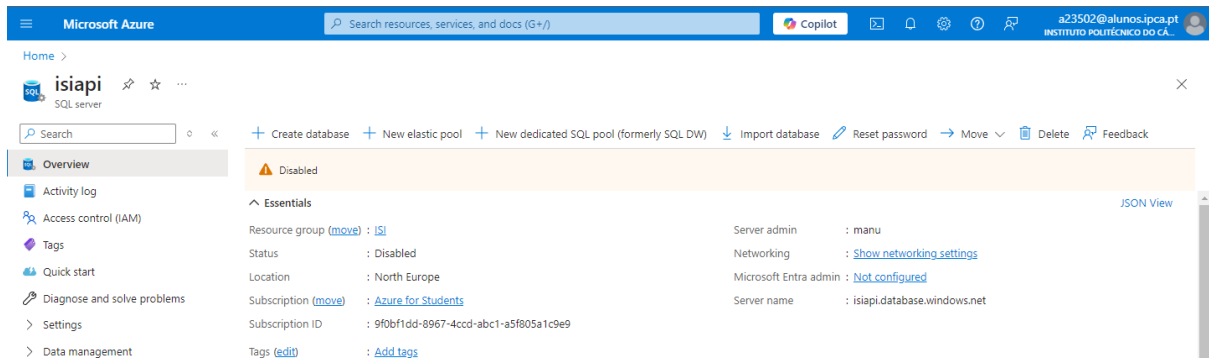 Microsoft Azure
Search resources, services, and docs (G+/)
Copilot
a23502@alunos.ipca.pt
INSTITUTO POLITÉCNICO DO CÁ...
Home >
SQL
isiapi
SQL server
Search
Create database
New elastic pool
New dedicated SQL pool (formerly SQL DW)
Import database
Reset password
Move
Delete
Feedback
Overview
Activity log
Access control (IAM)
Tags
Quick start
Diagnose and solve problems
Settings
Data management
Disabled
Essentials
JSON View
Resource group (move) : ISI
Status : Disabled
Location : North Europe
Subscription (move) : Azure for Students
Subscription ID : 9f0bf1dd-8967-4ccd-abc1-a5f805a1c9e9
Tags (edit) : Add tags
Server admin : manu
Networking : Show networking settings
Microsoft Entra admin : Not configured
Server name : isiapi.database.windows.net